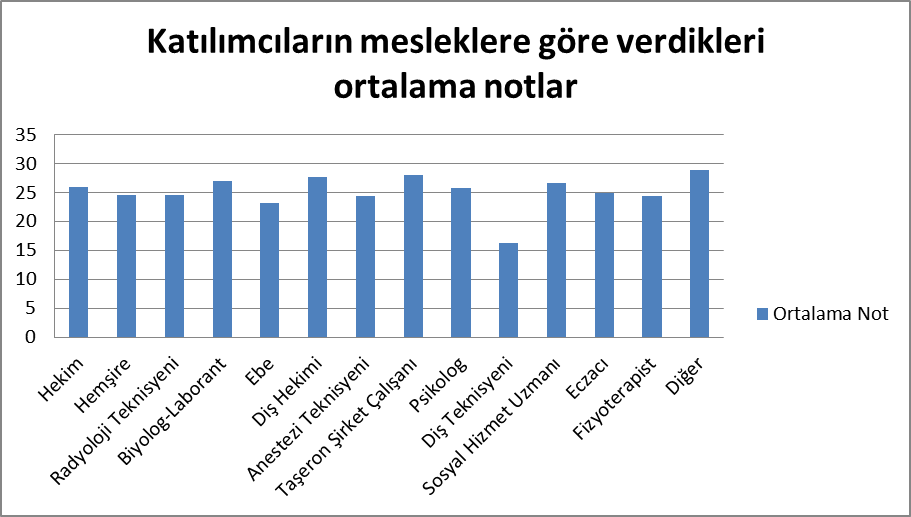 Katılımcıların mesleklere göre verdikleri
ortalama notlar
35
30
25
20
15
10
5
0
Hekim
Hemşire
Radyoloji Teknisyeni
Biyolog-Laborant
Ebe
Diş Hekimi
Anestezi Teknisyeni
Taşeron Şirket Çalışanı
Psikolog
Diş Teknisyeni
Sosyal Hizmet Uzmanı
Eczacı
Fizyoterapist
Diğer
Ortalama Not